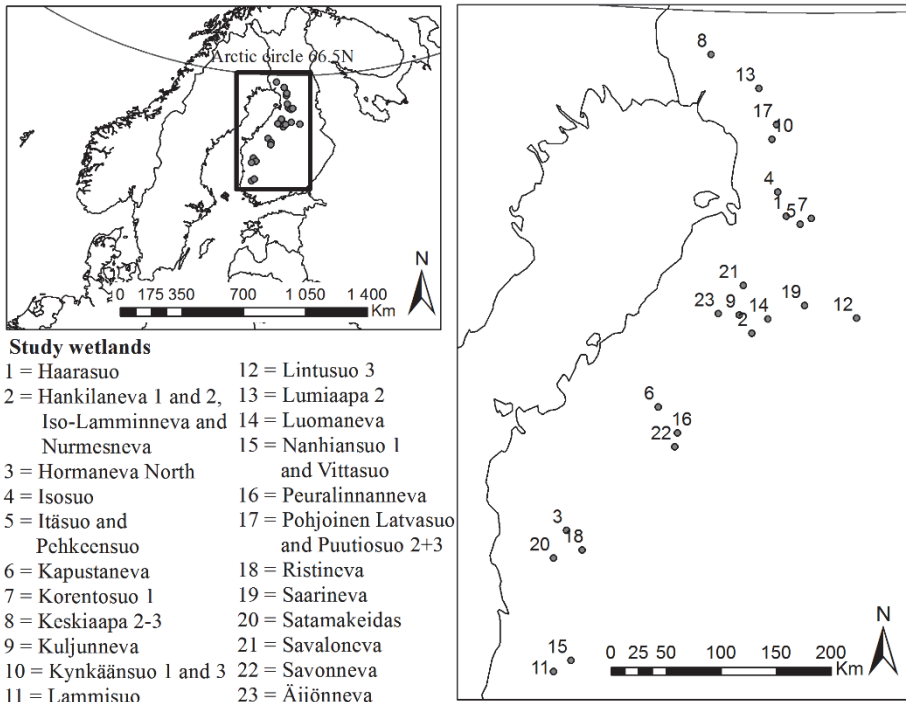 Arctic circle 66.5N
N
0 175 350 700 1 050 1 400
Km
Study wetlands
1 = Haarasuo
2 = Hankilaneva 1 and 2,
Iso-Lamminneva and
Nurmesneva
3 = Hormaneva North
4 = Isosuo
5 = Itäsuo and
Pehkeensuo
6 = Kapustaneva
7 = Korentosuo 1
8 = Keskiaapa 2-3
9 = Kuljunneva
10 = Kynkäänsuo 1 and 3
11 = Lammisuo
12 = Lintusuo 3
13 = Lumiaapa 2
14 = Luomaneva
15 = Nanhiansuo 1
and Vittasuo
16 = Peuralinnanneva
17 = Pohjoinen Latvasuo
and Puutiosuo 2+3
18 = Ristineva
19 = Saarineva
20 = Satamakeidas
21 = Savaloneva
22 = Savonneva
23 = Äijönneva
8
13
17
10
4
1
5 7
21
23 9 14 19 12
2
6
16
22
3
18
20
15
11
N
0 25 50 100 150 200
Km